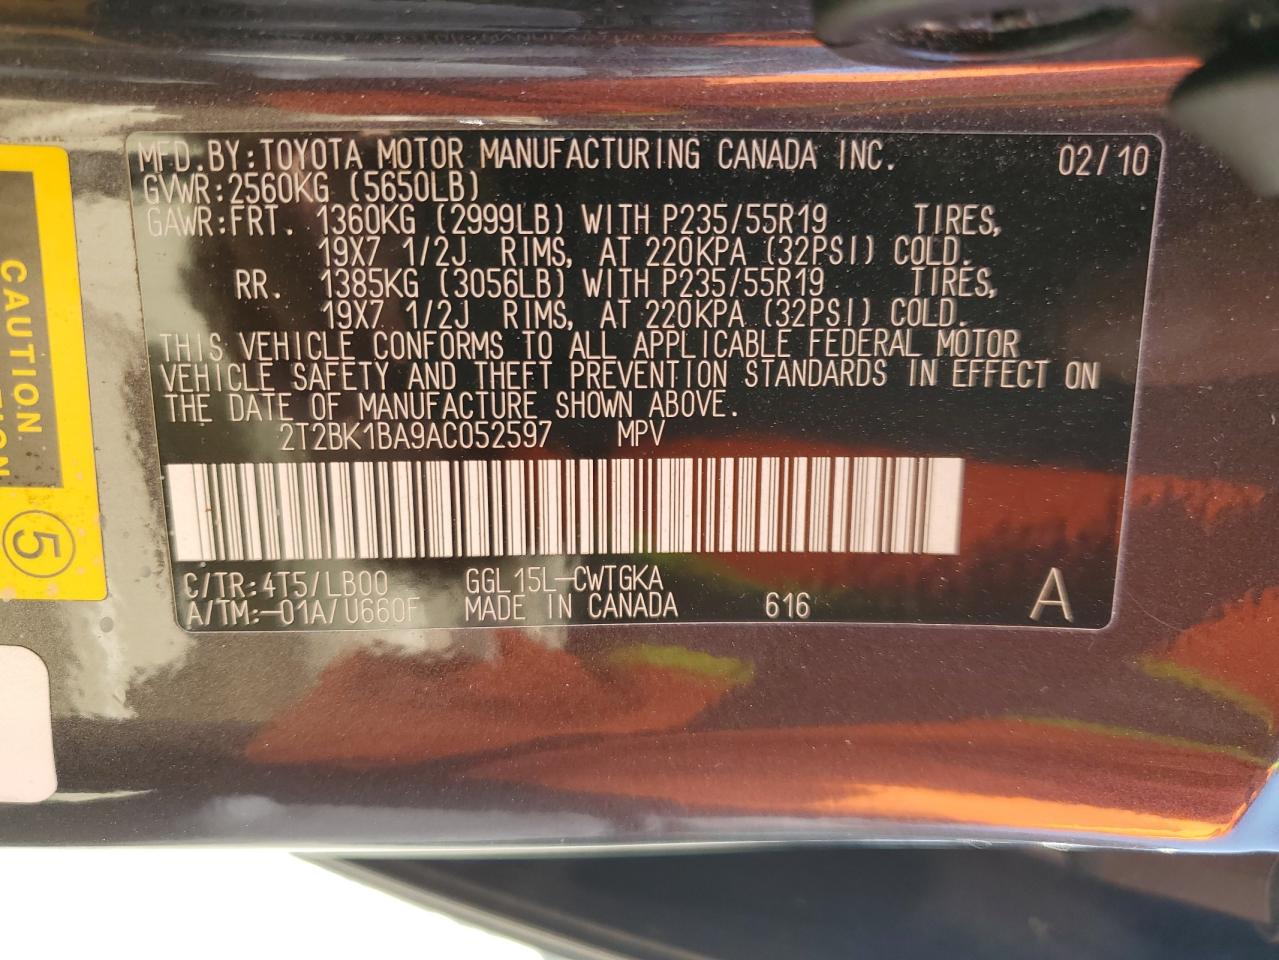 MFD.BY:TOYOTA MOTOR MANUFACTURING CANADA INC. 02/10
GVWR:2560KG (5650LB)
GAWR:FRT. 1360KG (2999LB) WITH P235/55R19 TIRES,
19X7 1/2J RIMS, AT 220KPA (32PSI) COLD.
RR. 1385KG (3056LB) WITH P235/55R19 TIRES,
19X7 1/2J RIMS, AT 220KPA (32PSI) COLD.
THIS VEHICLE CONFORMS TO ALL APPLICABLE FEDERAL MOTOR
VEHICLE SAFETY AND THEFT PREVENTION STANDARDS IN EFFECT ON
THE DATE OF MANUFACTURE SHOWN ABOVE.
2T2BK1BA9AC052597 MPV
C/TR:4T5/LB00 GGL15L-CWTGKA
A/TM:-01A/U660F MADE IN CANADA 616 A
CAUTION
5